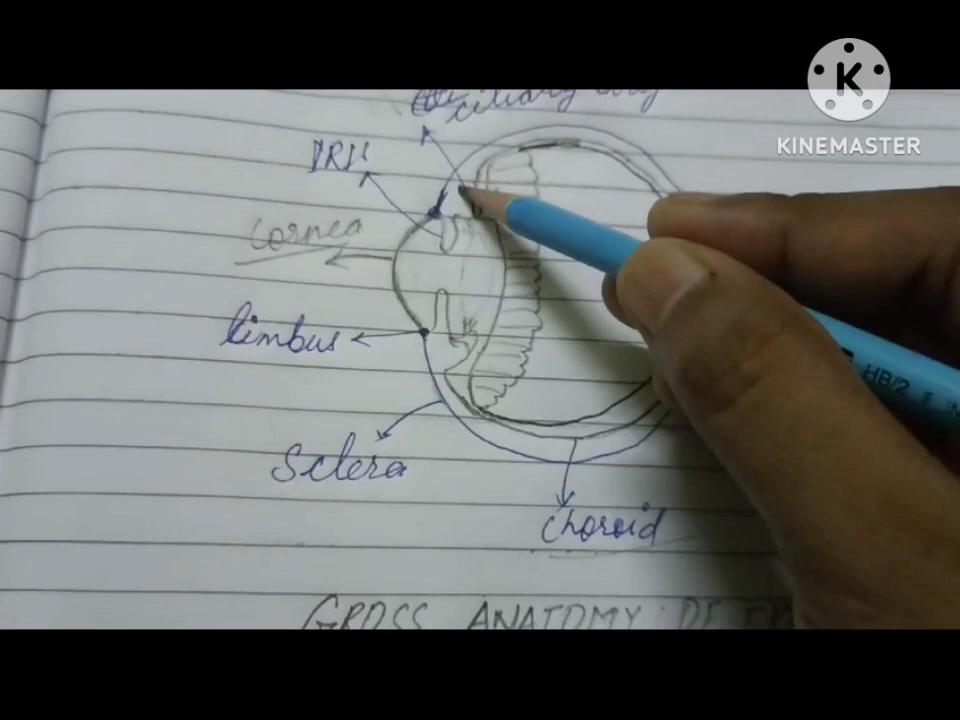 ciliary body
KINEMASTER
IRIS
Cornea
limbus
Sclera
Choroid
HB/2
GROSS ANATOMY OF